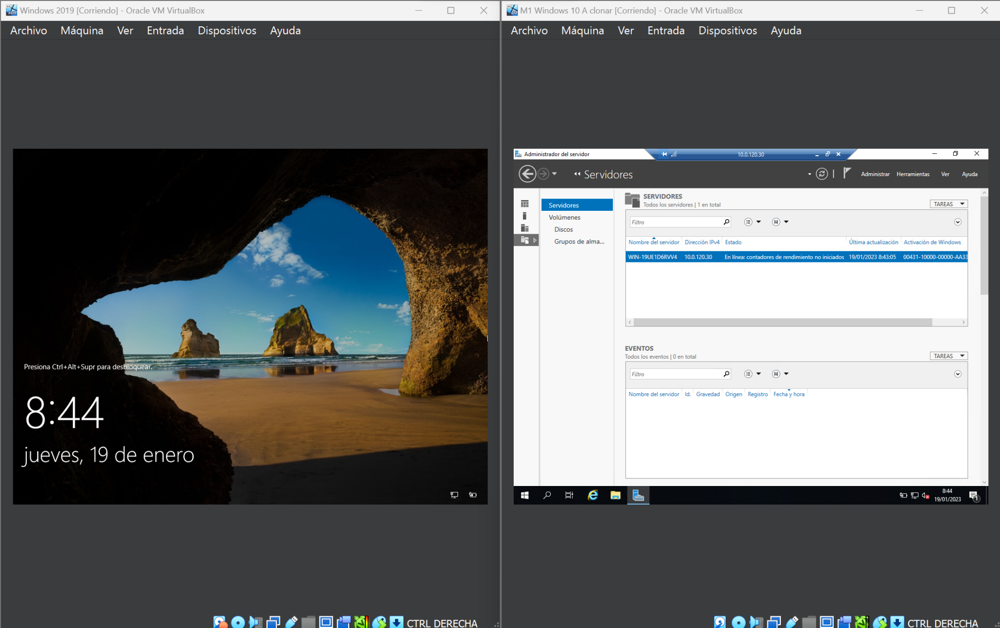 Windows 2019 [Corriendo] - Oracle VM VirtualBox
Archivo Máquina Ver Entrada Dispositivos Ayuda
Presiona Ctrl+Alt+Supr para desbloquear.
8:44
jueves, 19 de enero
CTRL DERECHA
M1 Windows 10 A clonar [Corriendo] - Oracle VM VirtualBox
Archivo Máquina Ver Entrada Dispositivos Ayuda
Administrador del servidor
10.0.120.30
Servidores
Administrar Herramientas Ver Ayuda
Servidores
Volúmenes
Discos
Grupos de alma...
SERVIDORES
Todos los servidores | 1 en total
TAREAS
Filtro
Nombre del servidor Dirección IPv4 Estado Última actualización Activación de Windows
WIN-19UE1D6RVV4 10.0.120.30 En línea: contadores de rendimiento no iniciados 19/01/2023 8:43:05 00431-10000-00000-AA33
EVENTOS
Todos los eventos | 0 en total
TAREAS
Filtro
Nombre del servidor Id. Gravedad Origen Registro Fecha y hora
8:44
19/01/2023
1
CTRL DERECHA